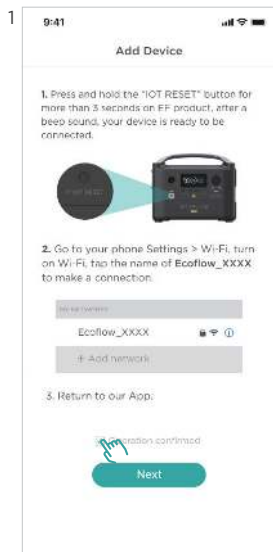 1
9:41
Add Device
1. Press and hold the "IOT RESET" button for
more than 3 seconds on EF product, after a
beep sound, your device is ready to be
connected.
IOT RESET
2. Go to your phone Settings > Wi-Fi, turn
on Wi-Fi, tap the name of Ecoflow_XXXX
to make a connection.
Ecoflow_XXXX
Add network
3. Return to our App.
Operation confirmed
Next